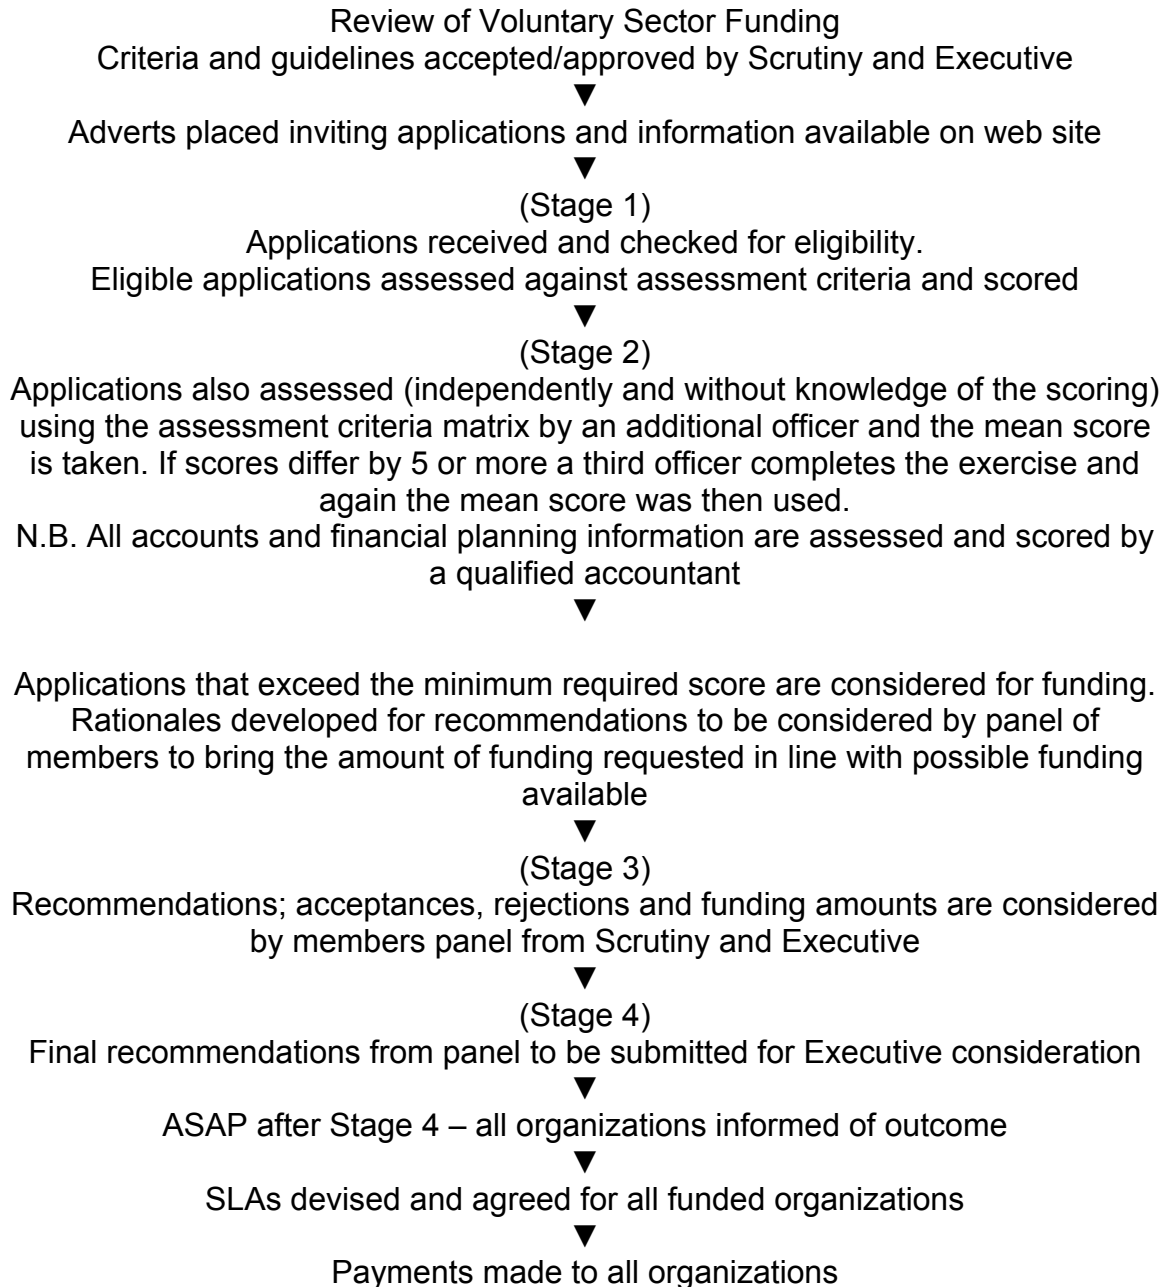 Review of Voluntary Sector Funding
Criteria and guidelines accepted/approved by Scrutiny and Executive
▼
Adverts placed inviting applications and information available on web site
▼
(Stage 1)
Applications received and checked for eligibility.
Eligible applications assessed against assessment criteria and scored
▼
(Stage 2)
Applications also assessed (independently and without knowledge of the scoring)
using the assessment criteria matrix by an additional officer and the mean score
is taken. If scores differ by 5 or more a third officer completes the exercise and
again the mean score was then used.
N.B. All accounts and financial planning information are assessed and scored by
a qualified accountant
▼
Applications that exceed the minimum required score are considered for funding.
Rationales developed for recommendations to be considered by panel of
members to bring the amount of funding requested in line with possible funding
available
▼
(Stage 3)
Recommendations; acceptances, rejections and funding amounts are considered
by members panel from Scrutiny and Executive
▼
(Stage 4)
Final recommendations from panel to be submitted for Executive consideration
▼
ASAP after Stage 4 – all organizations informed of outcome
▼
SLAs devised and agreed for all funded organizations
▼
Payments made to all organizations